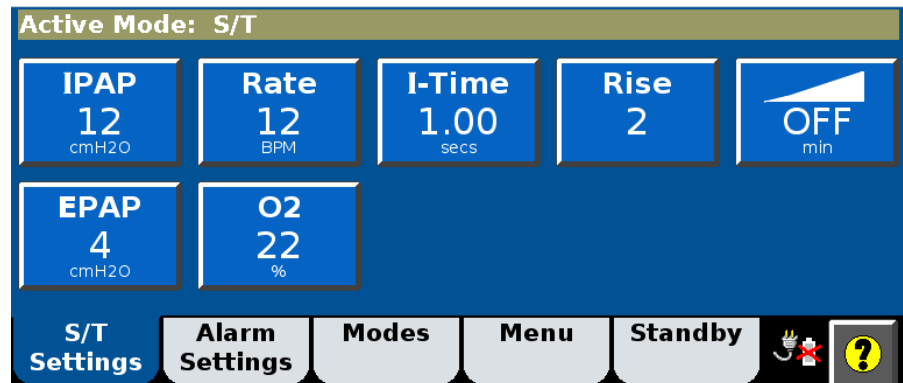 Active Mode: S/T
IPAP
12
cmH2O
Rate
12
BPM
I-Time
1.00
secs
Rise
2
OFF
min
EPAP
4
cmH2O
O2
22
%
S/T
Settings
Alarm
Settings
Modes
Menu
Standby
?